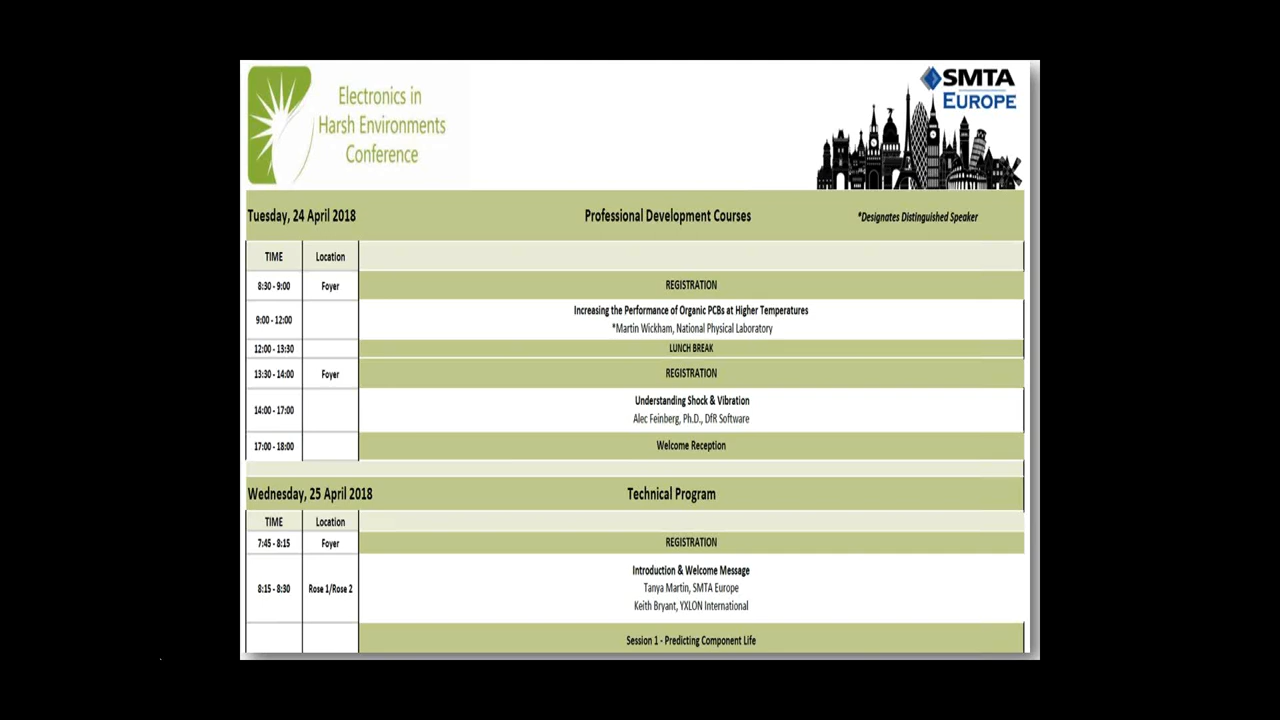 Electronics in
Harsh Environments
Conference
SMTA
EUROPE
Tuesday, 24 April 2018 Professional Development Courses *Designates Distinguished Speaker
TIME Location
8:30 - 9:00 Foyer REGISTRATION
9:00 - 12:00 Increasing the Performance of Organic PCBs at Higher Temperatures
*Martin Wickham, National Physical Laboratory
12:00 - 13:30 LUNCH BREAK
13:30 - 14:00 Foyer REGISTRATION
14:00 - 17:00 Understanding Shock & Vibration
Alec Feinberg, Ph.D., DfR Software
17:00 - 18:00 Welcome Reception
Wednesday, 25 April 2018 Technical Program
TIME Location
7:45 - 8:15 Foyer REGISTRATION
8:15 - 8:30 Rose 1/Rose 2 Introduction & Welcome Message
Tanya Martin, SMTA Europe
Keith Bryant, YXLON International
Session 1 - Predicting Component Life